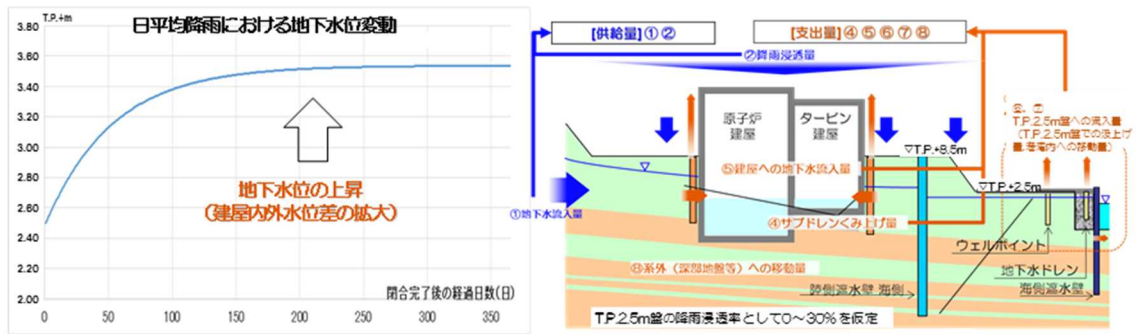 T.P.+m
日平均降雨における地下水位変動
3.80
3.60
3.40
3.20
3.00
2.80
2.60
2.40
2.20
2.00
地下水位の上昇
（建屋内外水位差の拡大）
閉合完了後の経過日数(日)
0
50
100
150
200
250
300
350
[供給量]①②
[支出量]④⑤⑥⑦⑧
②降雨浸透量
原子炉
建屋
タービン
建屋
⑥、⑦
T.P.2.5m盤への流入量
（T.P.2.5m盤での汲上げ
量,港湾内への移動量）
▽T.P.+8.5m
▽T.P.+2.5m
⑤建屋への地下水流入量
①地下水流入量
④サブドレンくみ上げ量
ウェルポイント
地下水ドレン
⑧系外（深部地盤等）への移動量
陸側遮水壁 海側
海側遮水壁
T.P.2.5m盤の降雨浸透率として0～30%を仮定